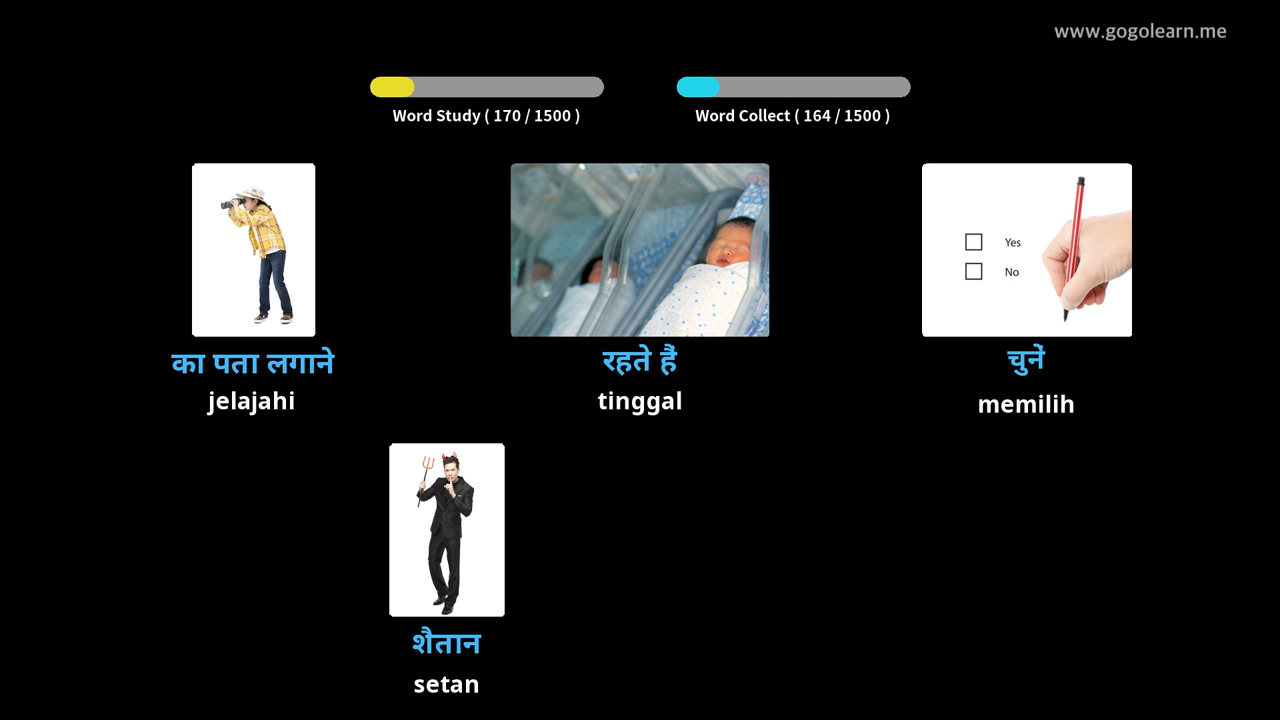 www.gogolearn.me
Word Study ( 170 / 1500 )
Word Collect ( 164 / 1500 )
Yes
No
का पता लगाने
jelajahi
रहते हैं
tinggal
चुनें
memilih
शैतान
setan